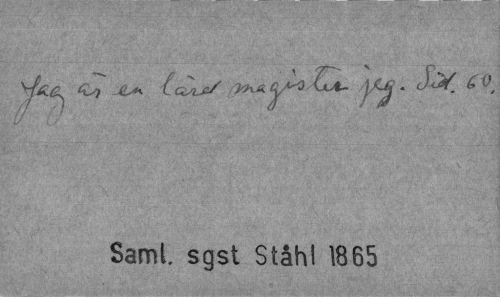 Jag är en lärd magister jeg. Sid. 60.
Saml. sgst Ståhl 1865